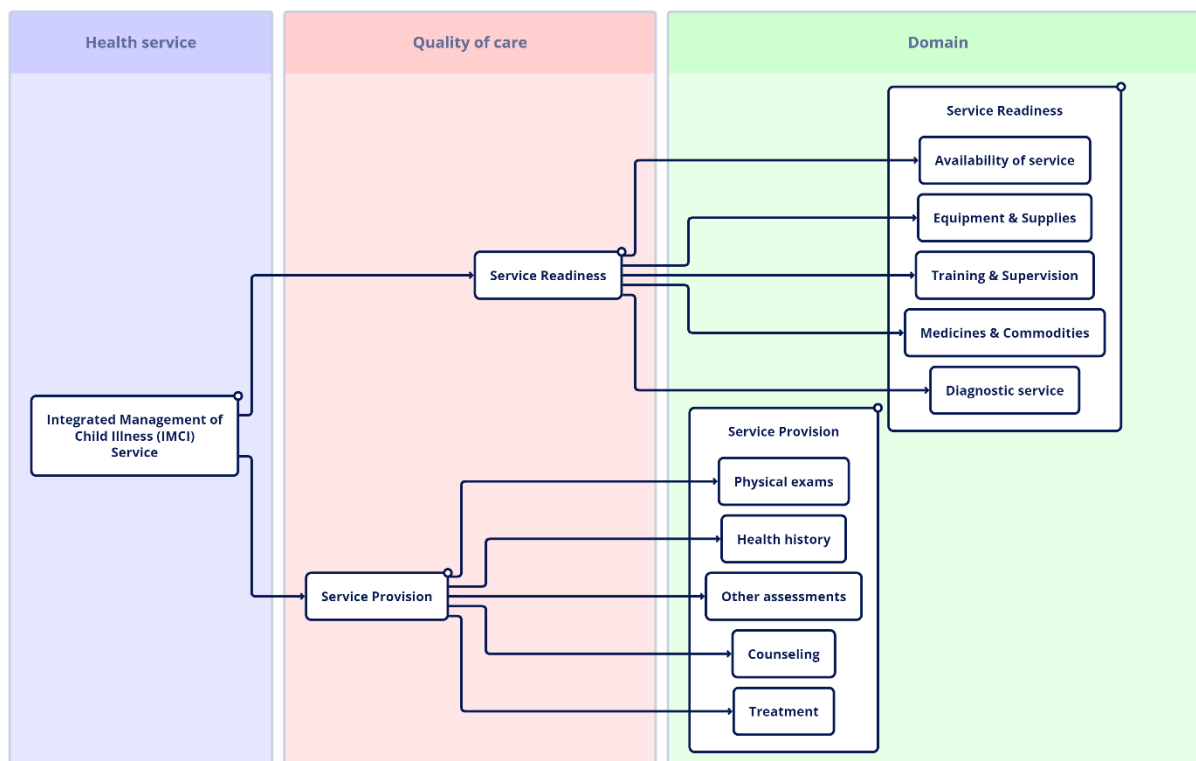 Health service
Quality of care
Domain
Service Readiness
Availability of service
Equipment & Supplies
Service Readiness
Training & Supervision
Medicines & Commodities
Diagnostic service
Integrated Management of
Child Illness (IMCI)
Service
Service Provision
Physical exams
Health history
Service Provision
Other assessments
Counseling
Treatment